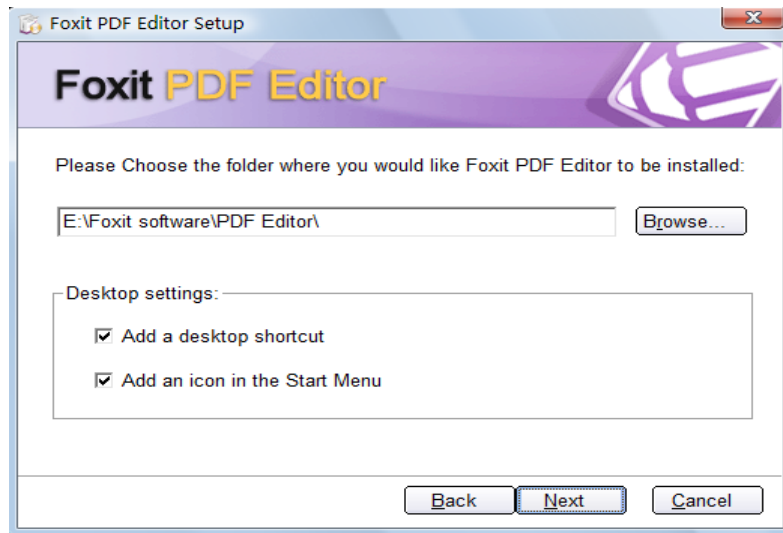 Foxit PDF Editor Setup
Foxit PDF Editor
Please Choose the folder where you would like Foxit PDF Editor to be installed:
E:\Foxit software\PDF Editor\
Browse...
Desktop settings:
Add a desktop shortcut
Add an icon in the Start Menu
Back Next Cancel